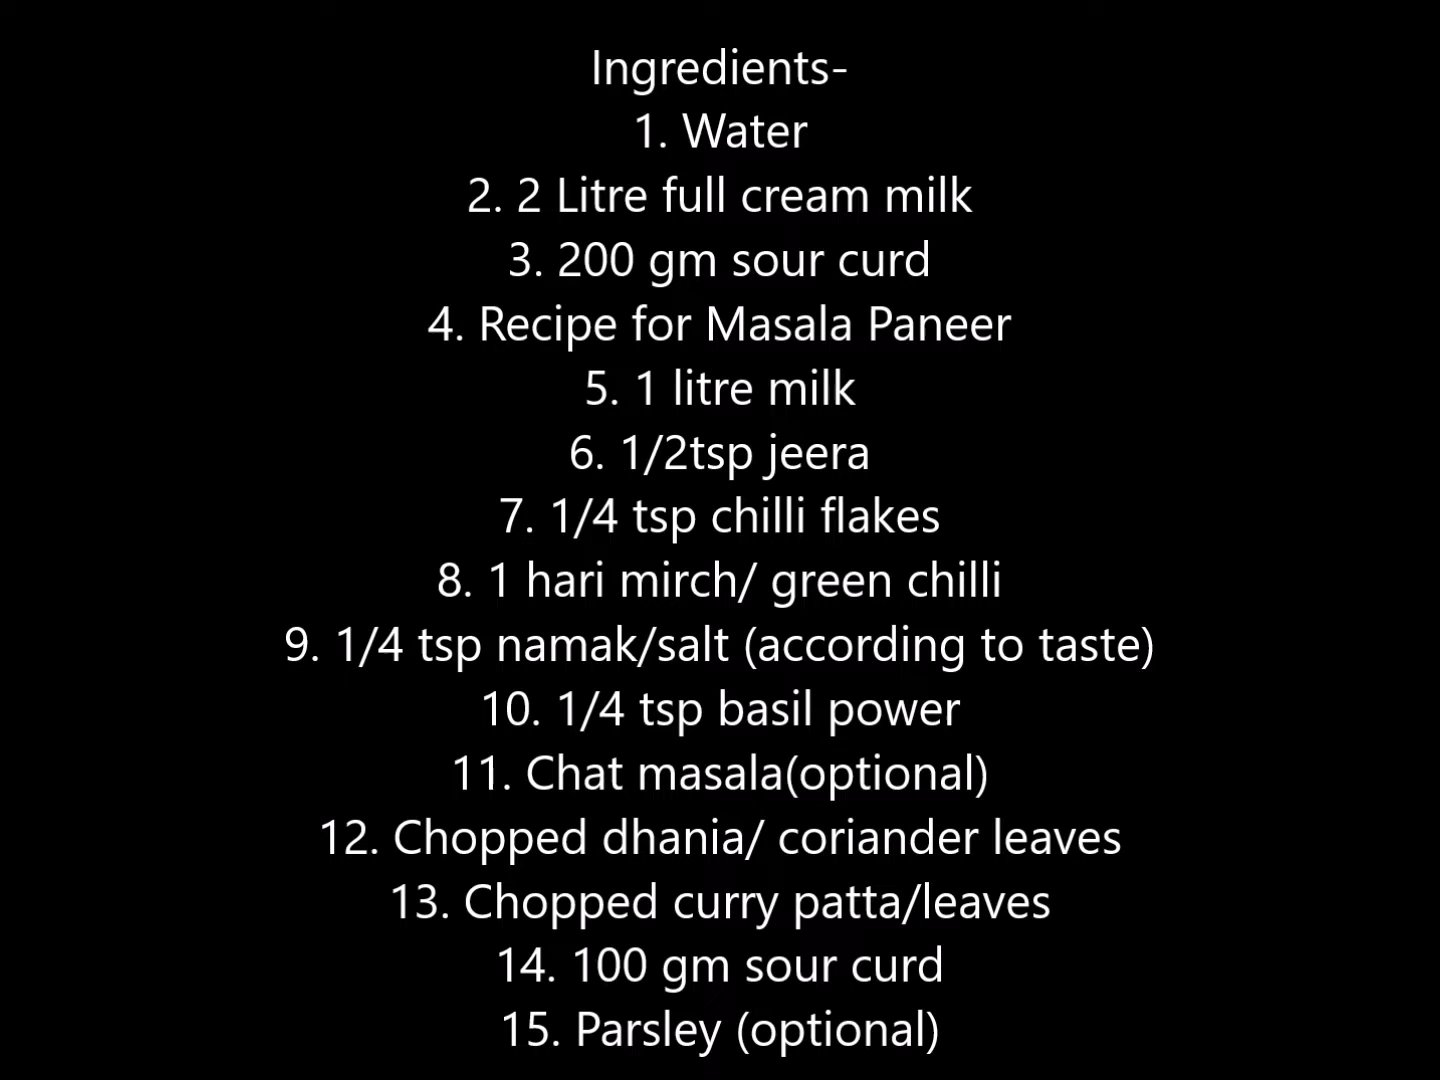 Ingredients-
1. Water
2. 2 Litre full cream milk
3. 200 gm sour curd
4. Recipe for Masala Paneer
5. 1 litre milk
6. 1/2tsp jeera
7. 1/4 tsp chilli flakes
8. 1 hari mirch/ green chilli
9. 1/4 tsp namak/salt (according to taste)
10. 1/4 tsp basil power
11. Chat masala(optional)
12. Chopped dhania/ coriander leaves
13. Chopped curry patta/leaves
14. 100 gm sour curd
15. Parsley (optional)